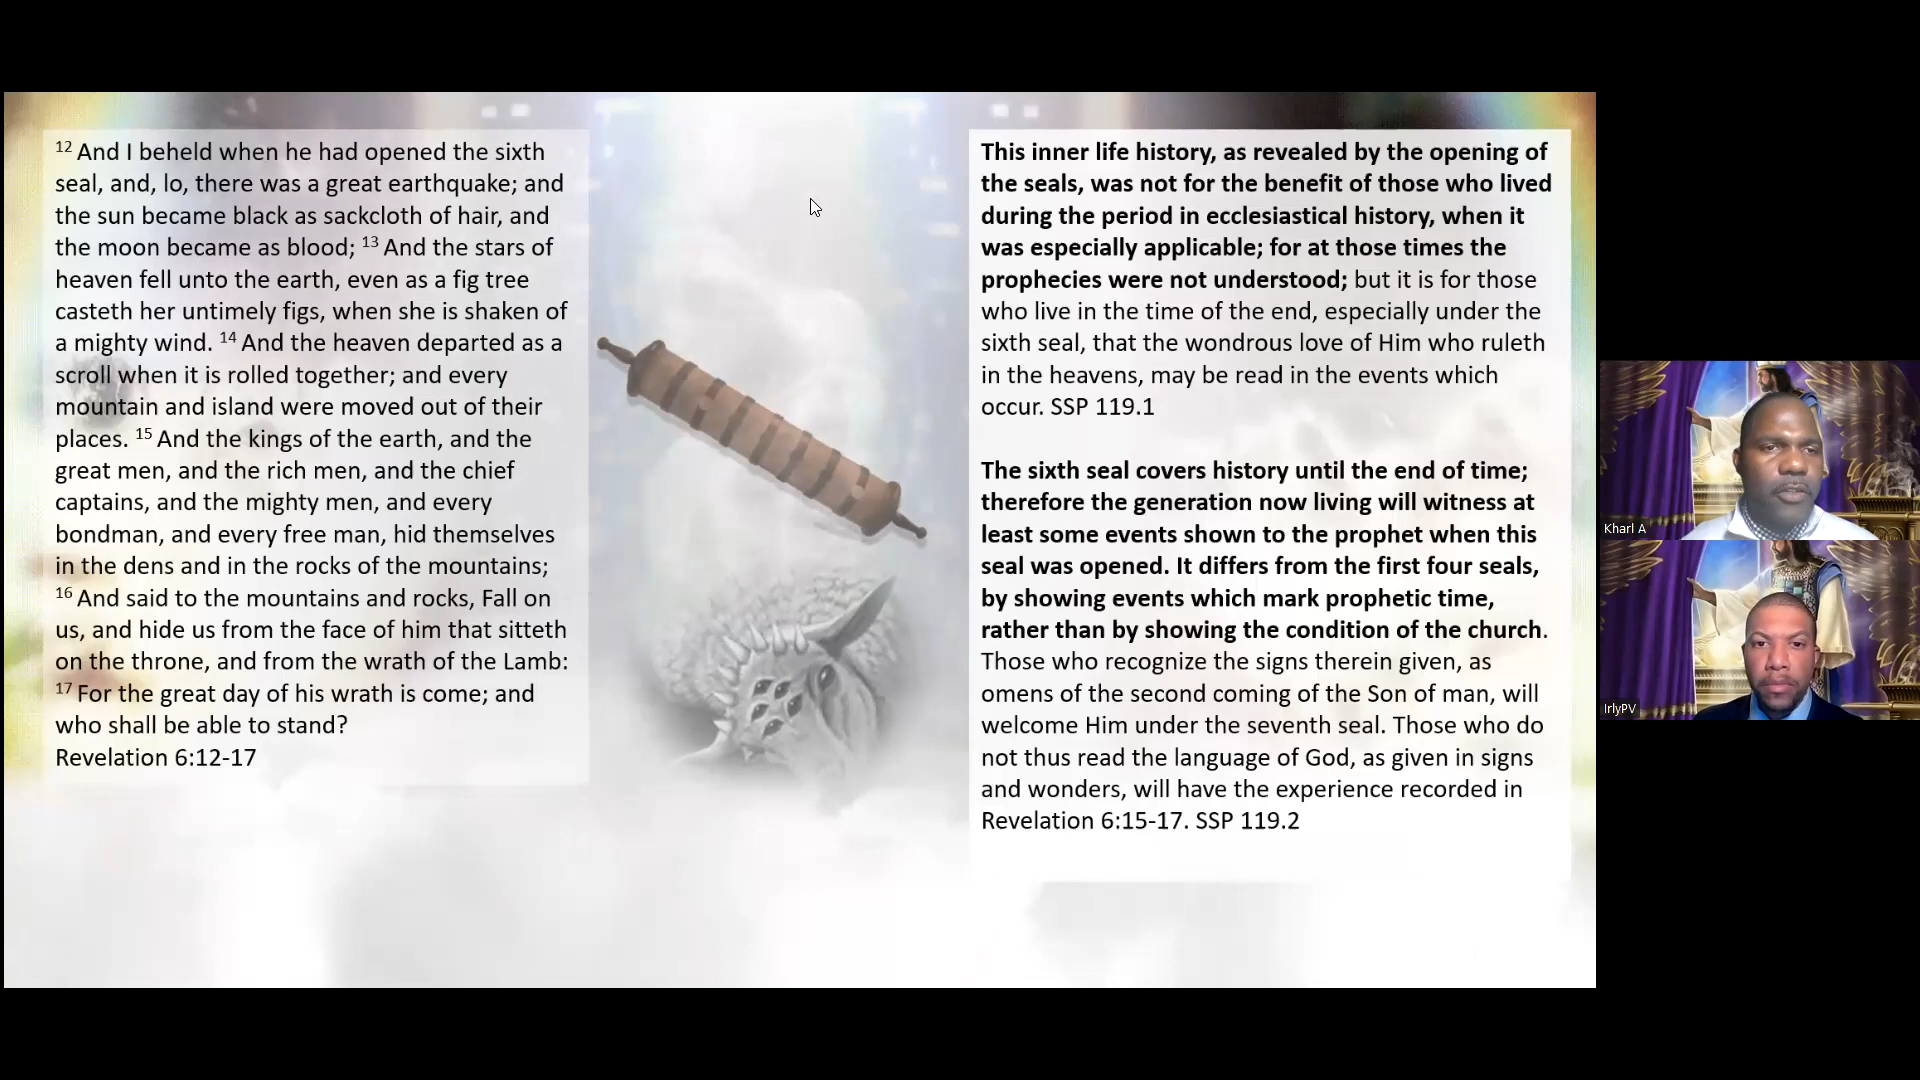 12 And I beheld when he had opened the sixth
seal, and, lo, there was a great earthquake; and
the sun became black as sackcloth of hair, and
the moon became as blood; 13 And the stars of
heaven fell unto the earth, even as a fig tree
casteth her untimely figs, when she is shaken of
a mighty wind. 14 And the heaven departed as a
scroll when it is rolled together; and every
mountain and island were moved out of their
places. 15 And the kings of the earth, and the
great men, and the rich men, and the chief
captains, and the mighty men, and every
bondman, and every free man, hid themselves
in the dens and in the rocks of the mountains;
16 And said to the mountains and rocks, Fall on
us, and hide us from the face of him that sitteth
on the throne, and from the wrath of the Lamb:
17 For the great day of his wrath is come; and
who shall be able to stand?
Revelation 6:12-17
This inner life history, as revealed by the opening of
the seals, was not for the benefit of those who lived
during the period in ecclesiastical history, when it
was especially applicable; for at those times the
prophecies were not understood; but it is for those
who live in the time of the end, especially under the
sixth seal, that the wondrous love of Him who ruleth
in the heavens, may be read in the events which
occur. SSP 119.1
The sixth seal covers history until the end of time;
therefore the generation now living will witness at
least some events shown to the prophet when this
seal was opened. It differs from the first four seals,
by showing events which mark prophetic time,
rather than by showing the condition of the church.
Those who recognize the signs therein given, as
omens of the second coming of the Son of man, will
welcome Him under the seventh seal. Those who do
not thus read the language of God, as given in signs
and wonders, will have the experience recorded in
Revelation 6:15-17. SSP 119.2
Kharl A
IrlyPV